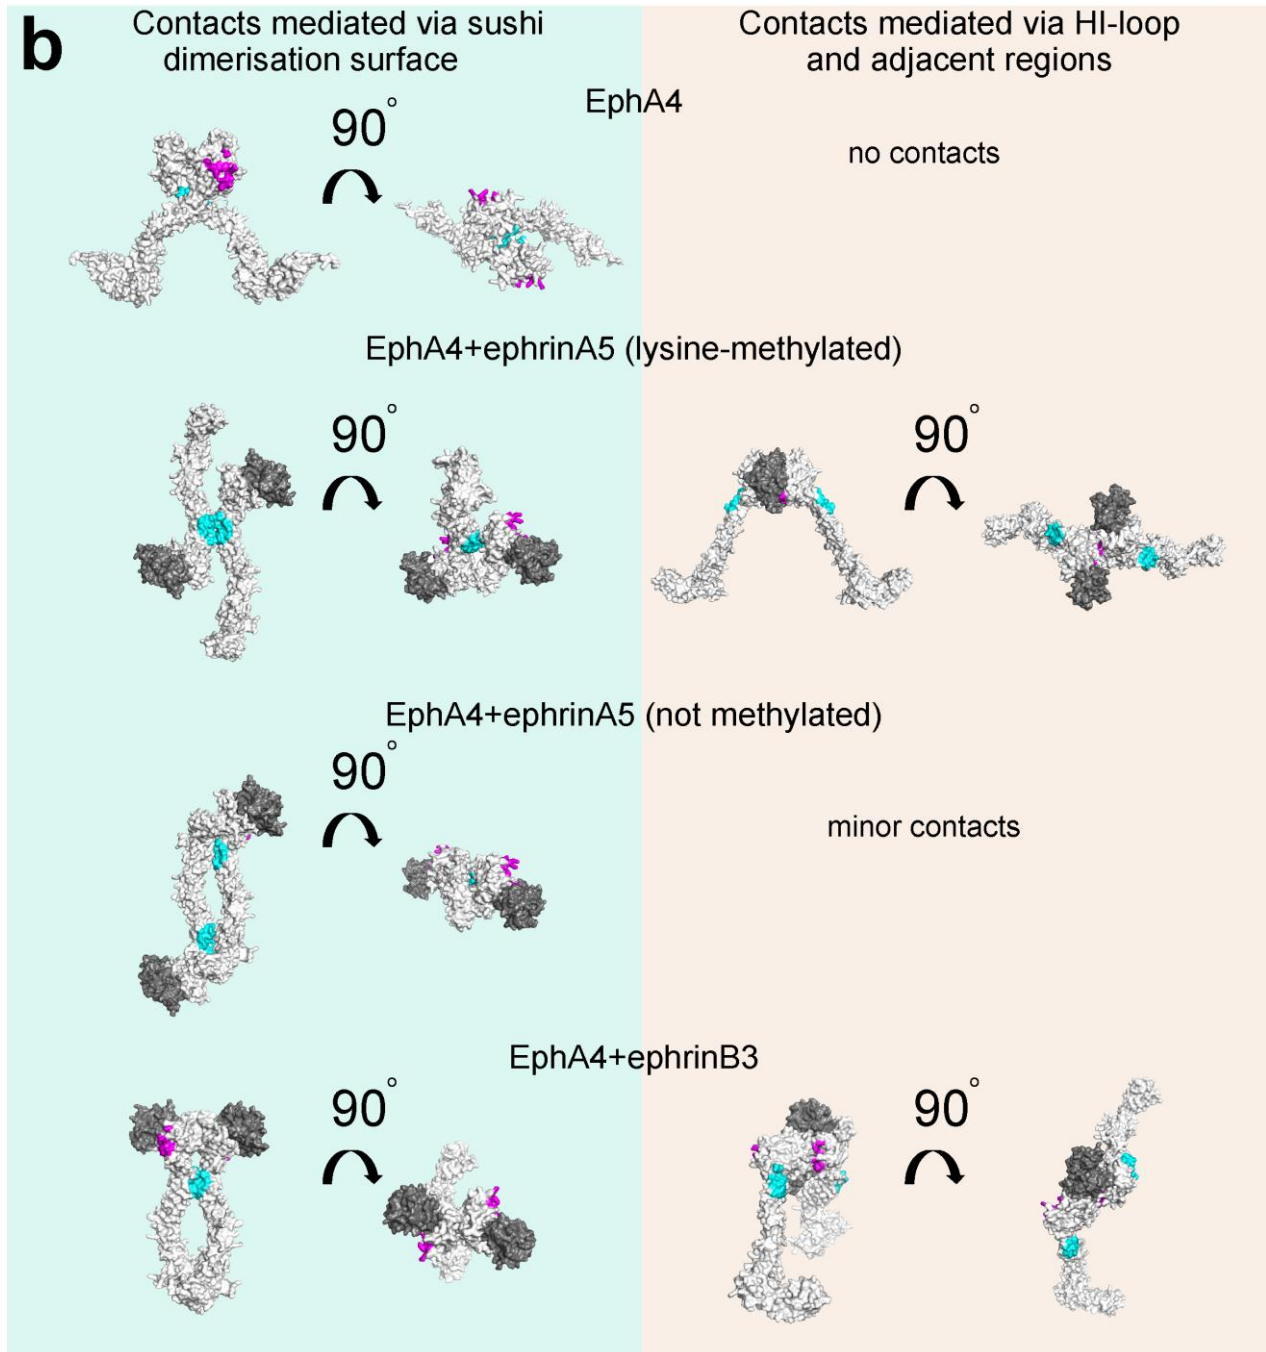 b
Contacts mediated via sushi
dimerisation surface
Contacts mediated via HI-loop
and adjacent regions
EphA4
90°
no contacts
EphA4+ephrinA5 (lysine-methylated)
90°
90°
EphA4+ephrinA5 (not methylated)
90°
minor contacts
EphA4+ephrinB3
90°
90°